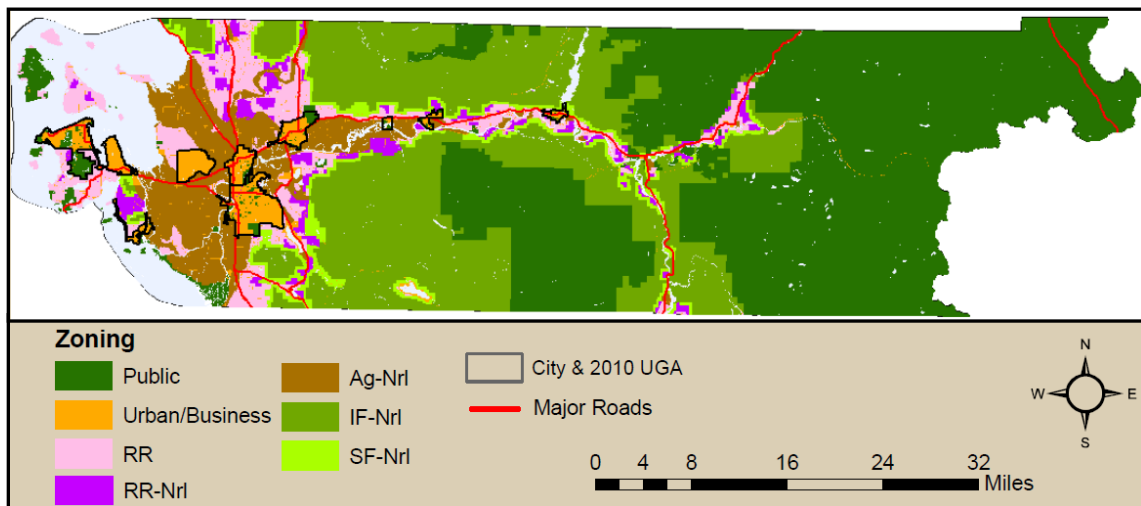 Zoning
Public
Urban/Business
RR
RR-Nrl
Ag-Nrl
IF-Nrl
SF-Nrl
City & 2010 UGA
Major Roads
N
W E
S
0 4 8 16 24 32
Miles